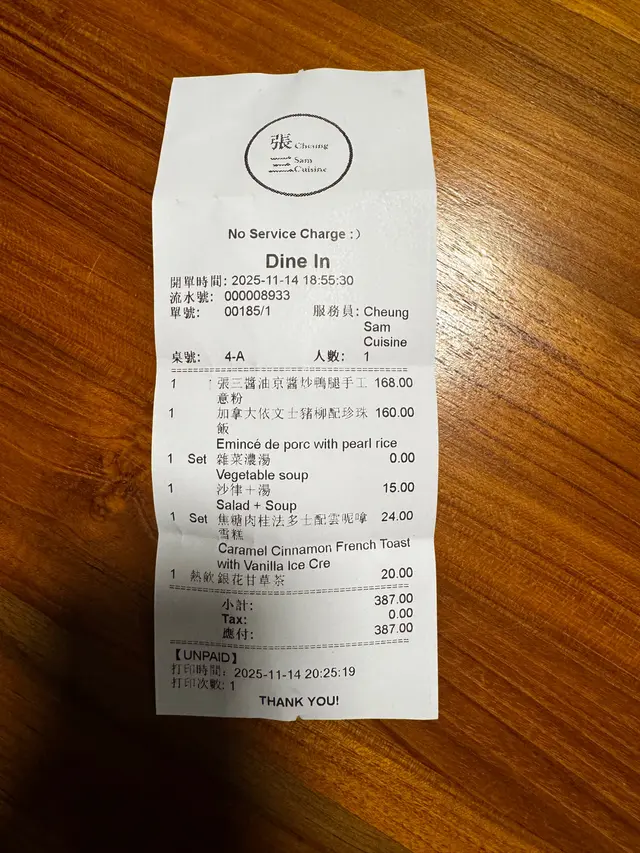 張 Cheung
三 Sam
Cuisine
No Service Charge :)
Dine In
開單時間: 2025-11-14 18:55:30
流水號: 000008933
單號: 00185/1 服務員: Cheung
Sam
Cuisine
桌號: 4-A 人數: 1
1 張三醬油京醬炒鴨腿手工 168.00
意粉
1 加拿大依文士豬柳配珍珠 160.00
飯
Emincé de porc with pearl rice
1 Set 雜菜濃湯 0.00
Vegetable soup
1 沙律+湯 15.00
Salad + Soup
1 Set 焦糖肉桂法多士配雲呢嗱 24.00
雪糕
Caramel Cinnamon French Toast
with Vanilla Ice Cre
1 熱飲 銀花甘草茶 20.00
小計: 387.00
Tax: 0.00
應付: 387.00
【UNPAID】
打印時間: 2025-11-14 20:25:19
打印次數: 1
THANK YOU!